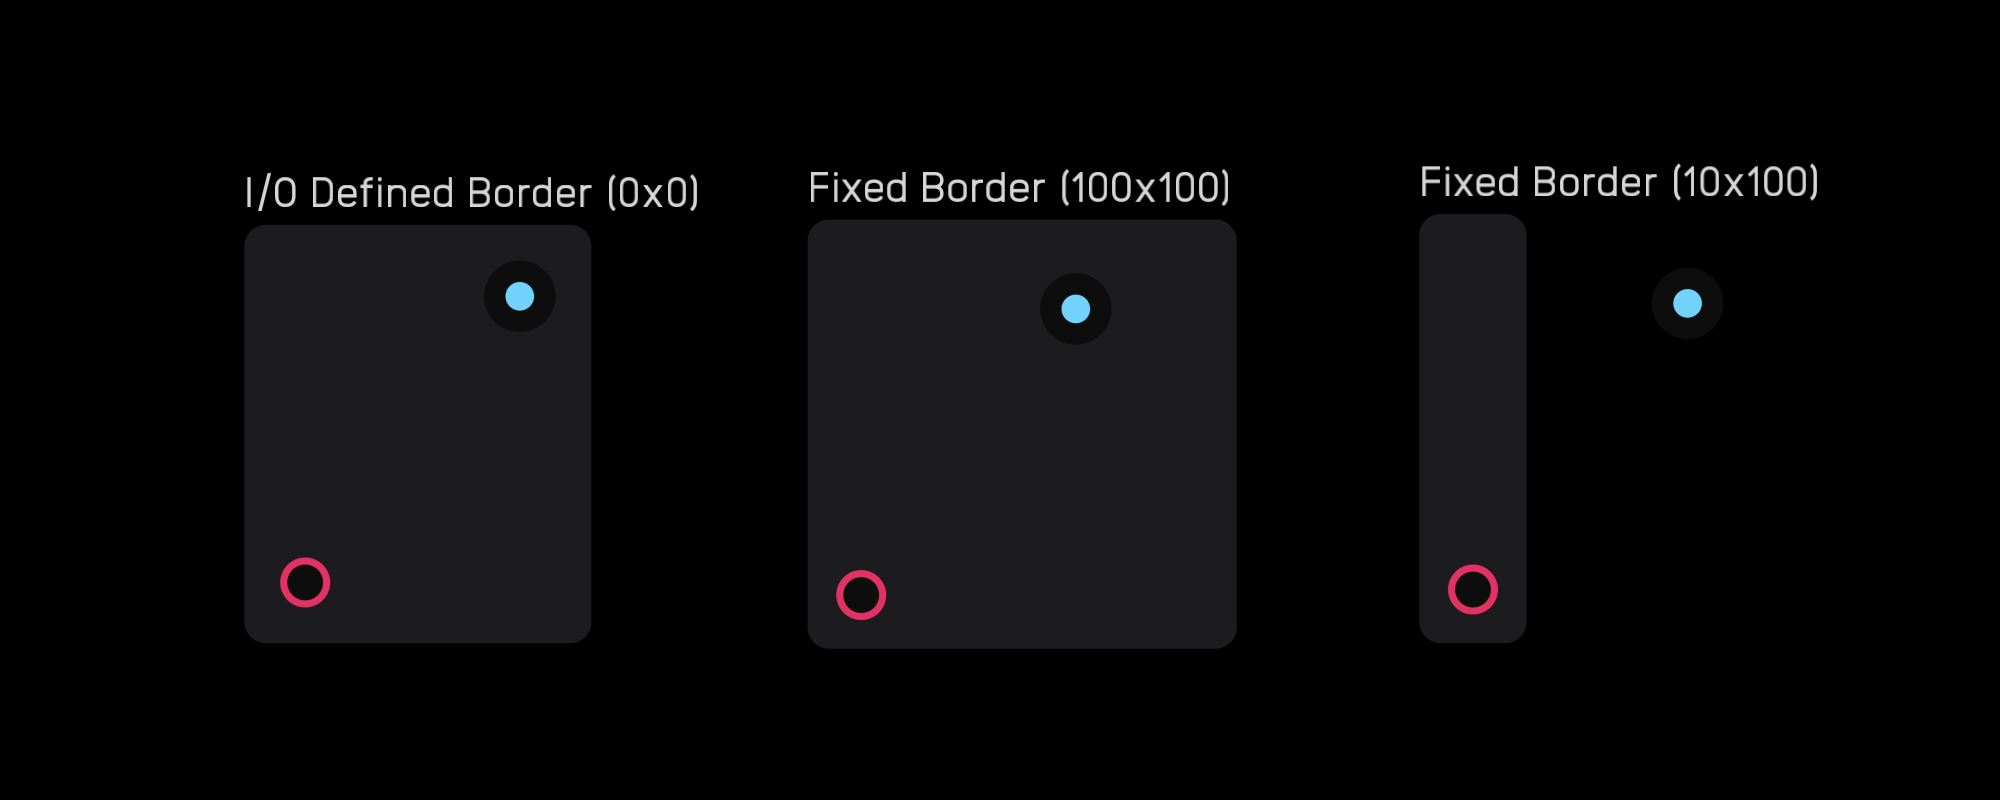 I/O Defined Border (0x0)
Fixed Border (100x100)
Fixed Border (10x100)